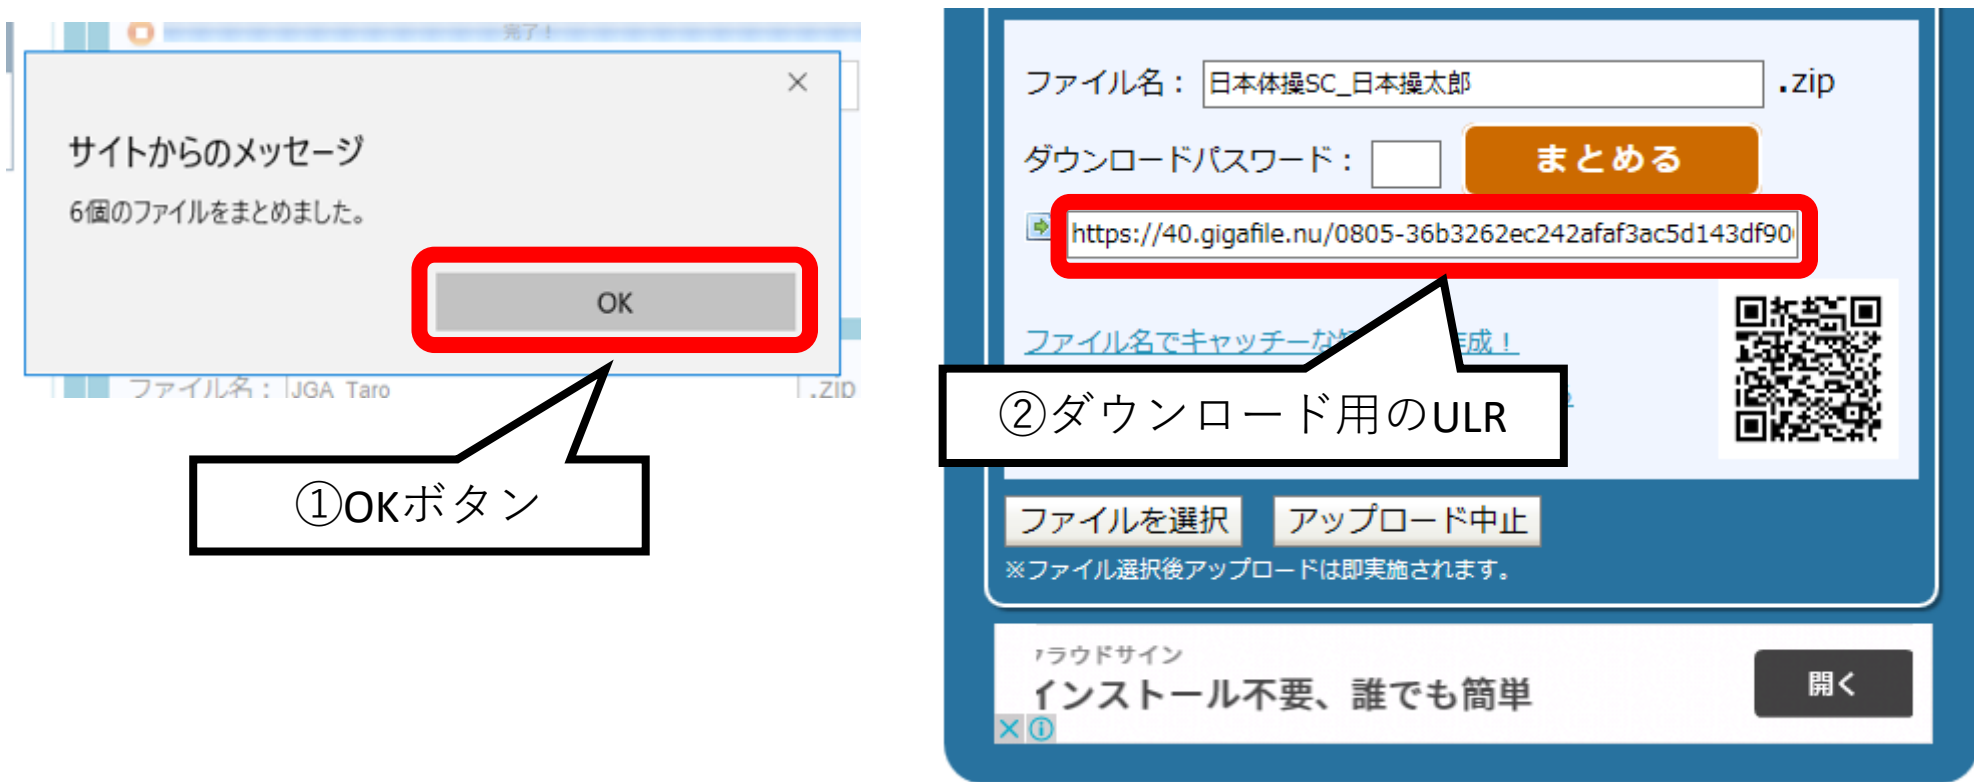 完了!
サイトからのメッセージ
6個のファイルをまとめました。
OK
ファイル名: JGA_Taro .zip
①OKボタン
ファイル名: 日本体操SC_日本操太郎 .zip
ダウンロードパスワード: まとめる
https://40.gigafile.nu/0805-36b3262ec242afaf3ac5d143df90
ファイル名でキャッチーな 成!
②ダウンロード用のULR
ファイルを選択 アップロード中止
※ファイル選択後アップロードは即実施されます。
クラウドサイン
インストール不要、誰でも簡単
開く